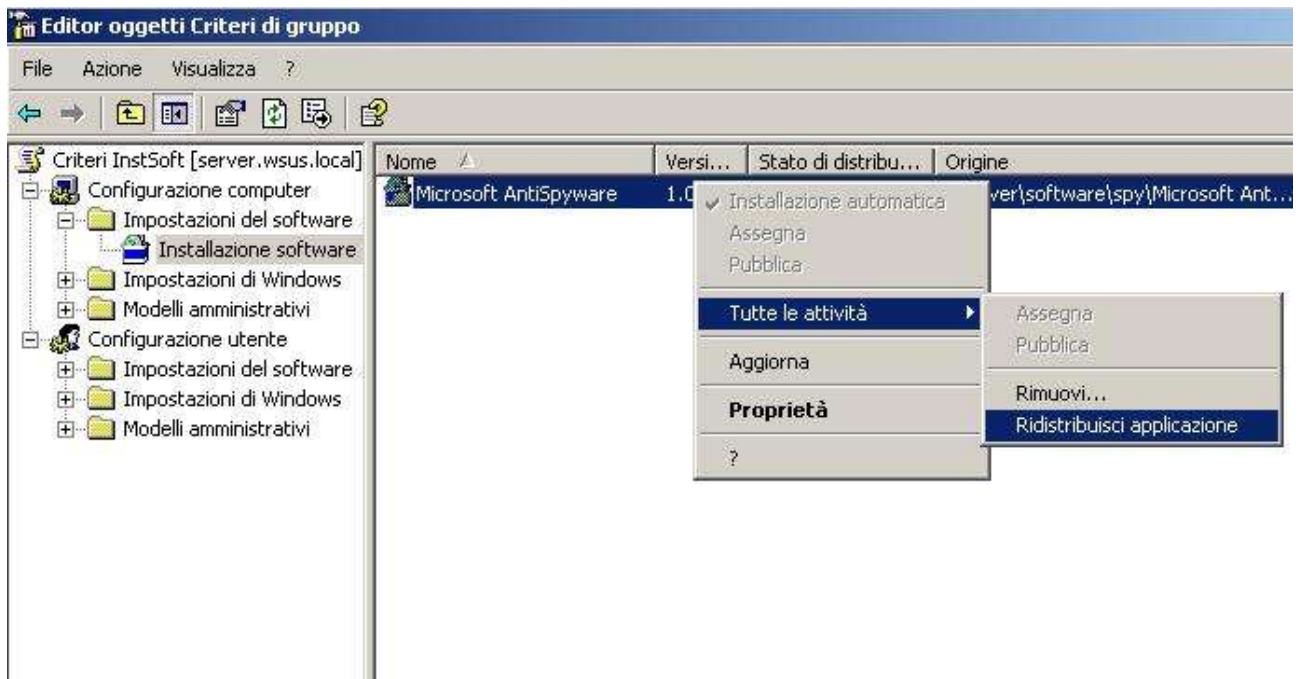 Editor oggetti Criteri di gruppo
File Azione Visualizza ?
Criteri InstSoft [server.wsus.local]
Configurazione computer
Impostazioni del software
Installazione software
Impostazioni di Windows
Modelli amministrativi
Configurazione utente
Impostazioni del software
Impostazioni di Windows
Modelli amministrativi
Nome Versi... Stato di distribu... Origine
Microsoft AntiSpyware 1.0 ver\software\spy\Microsoft Ant...
Installazione automatica
Assegna
Pubblica
Tutte le attività
Aggiorna
Proprietà
?
Assegna
Pubblica
Rimuovi...
Ridistribuisci applicazione